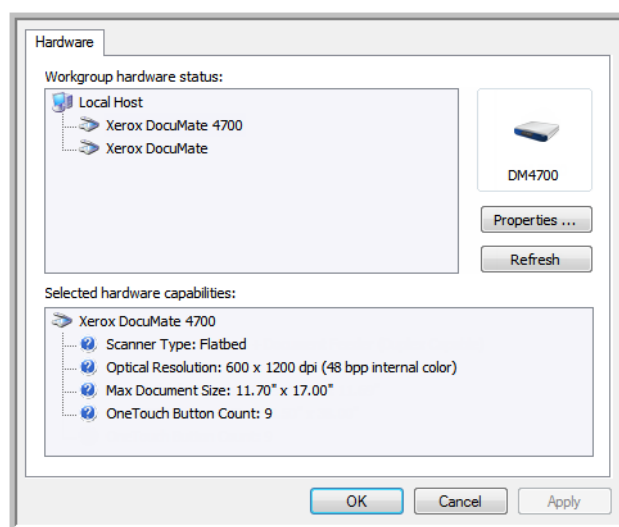 Hardware
Workgroup hardware status:
Local Host
Xerox DocuMate 4700
Xerox DocuMate
DM4700
Properties ...
Refresh
Selected hardware capabilities:
Xerox DocuMate 4700
Scanner Type: Flatbed
Optical Resolution: 600 x 1200 dpi (48 bpp internal color)
Max Document Size: 11.70" x 17.00"
OneTouch Button Count: 9
OK
Cancel
Apply